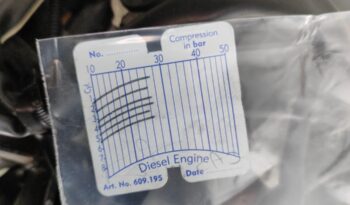 No. ............
Compression
in bar
10 20 30 40 50
Diesel Engine
Art. No. 609.195
Date